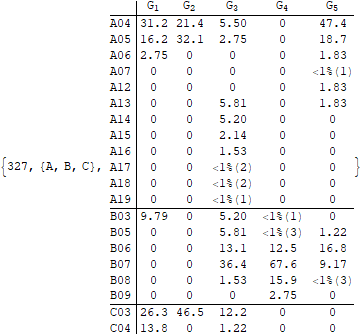 G1 G2 G3 G4 G5
A04 31.2 21.4 5.50 0 47.4
A05 16.2 32.1 2.75 0 18.7
A06 2.75 0 0 0 1.83
A07 0 0 0 0 <1%(1)
A12 0 0 0 0 1.83
A13 0 0 5.81 0 1.83
A14 0 0 5.20 0 0
A15 0 0 2.14 0 0
A16 0 0 1.53 0 0
{327, {A, B, C}, A17 0 0 <1%(2) 0 0 }
A18 0 0 <1%(2) 0 0
A19 0 0 <1%(1) 0 0
B03 9.79 0 5.20 <1%(1) 0
B05 0 0 5.81 <1%(3) 1.22
B06 0 0 13.1 12.5 16.8
B07 0 0 36.4 67.6 9.17
B08 0 0 1.53 15.9 <1%(3)
B09 0 0 0 2.75 0
C03 26.3 46.5 12.2 0 0
C04 13.8 0 1.22 0 0